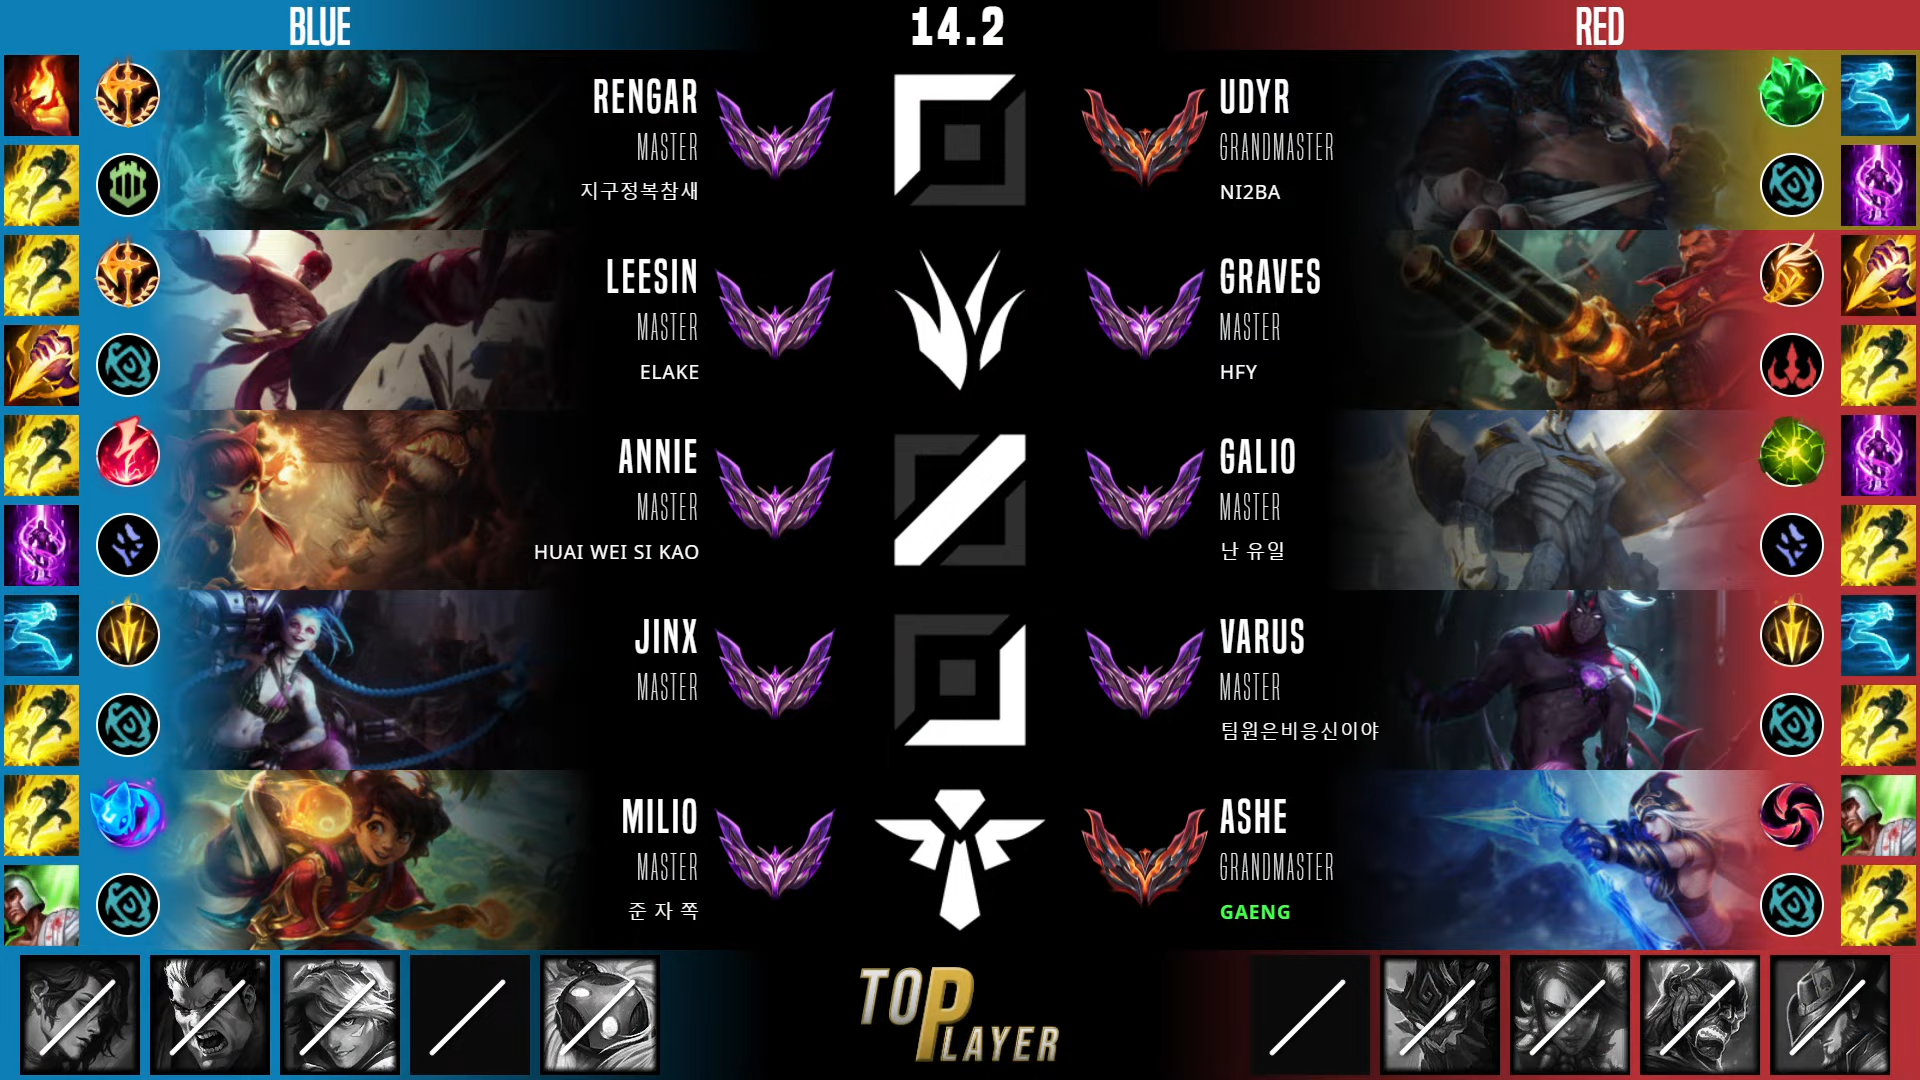 BLUE
14.2
RED
RENGAR
MASTER
지구정복참새
UDYR
GRANDMASTER
NI2BA
LEESIN
MASTER
ELAKE
GRAVES
MASTER
HFY
ANNIE
MASTER
HUAI WEI SI KAO
GALIO
MASTER
난 유일
JINX
MASTER
VARUS
MASTER
팀원은비응신이야
MILIO
MASTER
준 자 쪽
ASHE
GRANDMASTER
GAENG
TOP
PLAYER